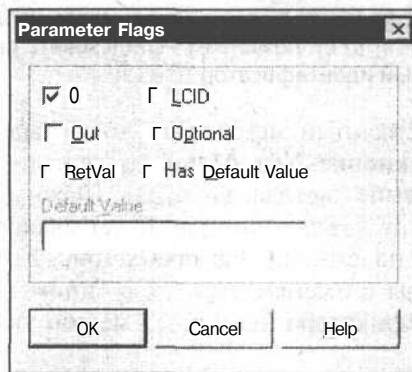 Parameter Flags
0
LCID
Out
Optional
RetVal
Has Default Value
Default Value
OK
Cancel
Help